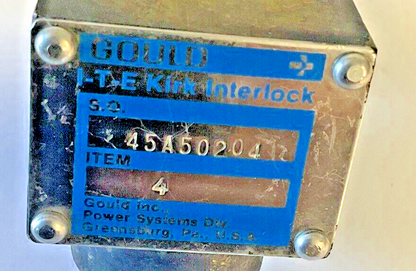 GOULD
I-T-E Kirk Interlock
S.O.
45A50204
ITEM
4
Gould Inc.
Power Systems Div.
Greensburg, Pa., U.S.A.